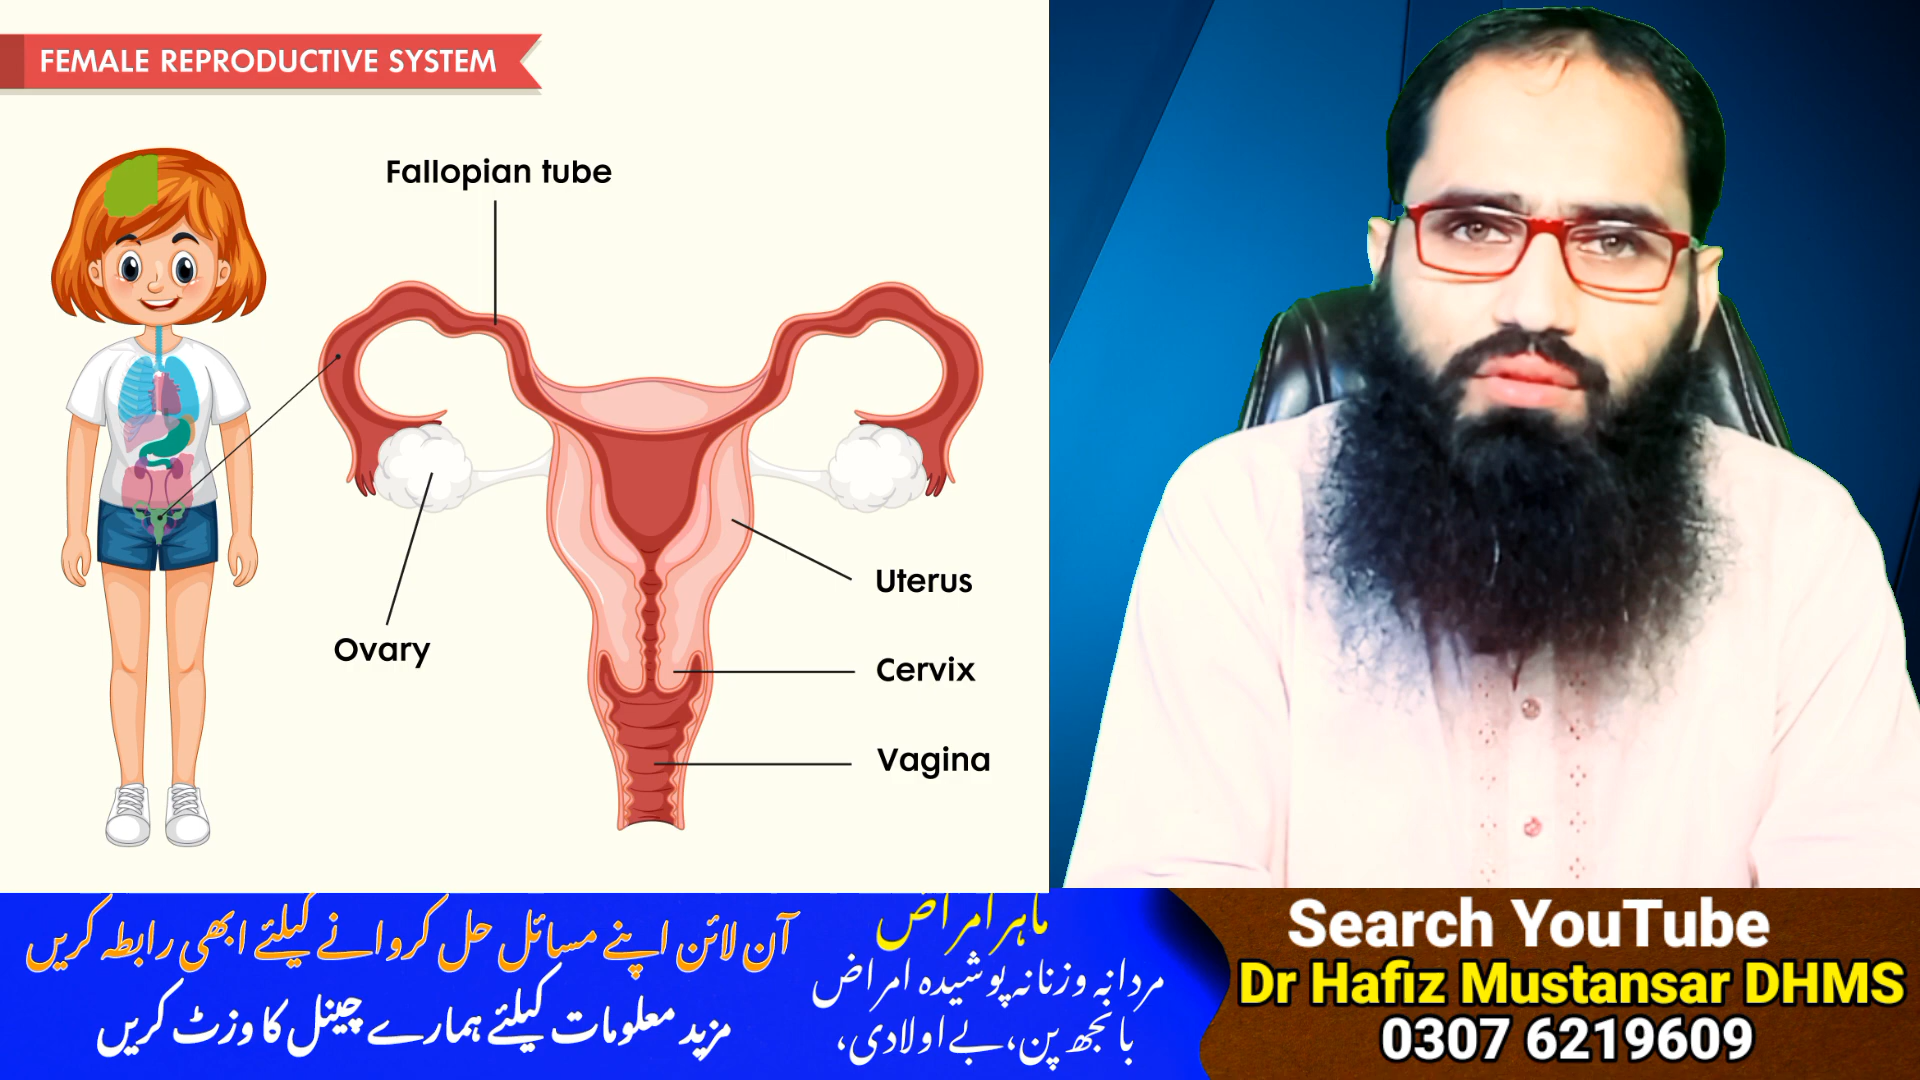 FEMALE REPRODUCTIVE SYSTEM
Fallopian tube
Ovary
Uterus
Cervix
Vagina
آن لائن اپنے مسائل حل کروانے کیلئے ابھی رابطہ کریں
مزید معلومات کیلئے ہمارے چینل کا وزٹ کریں
ماہر امراض
مردانہ وزنانہ پوشیدہ امراض
بانجھ پن، بے اولادی،
Search YouTube
Dr Hafiz Mustansar DHMS
0307 6219609